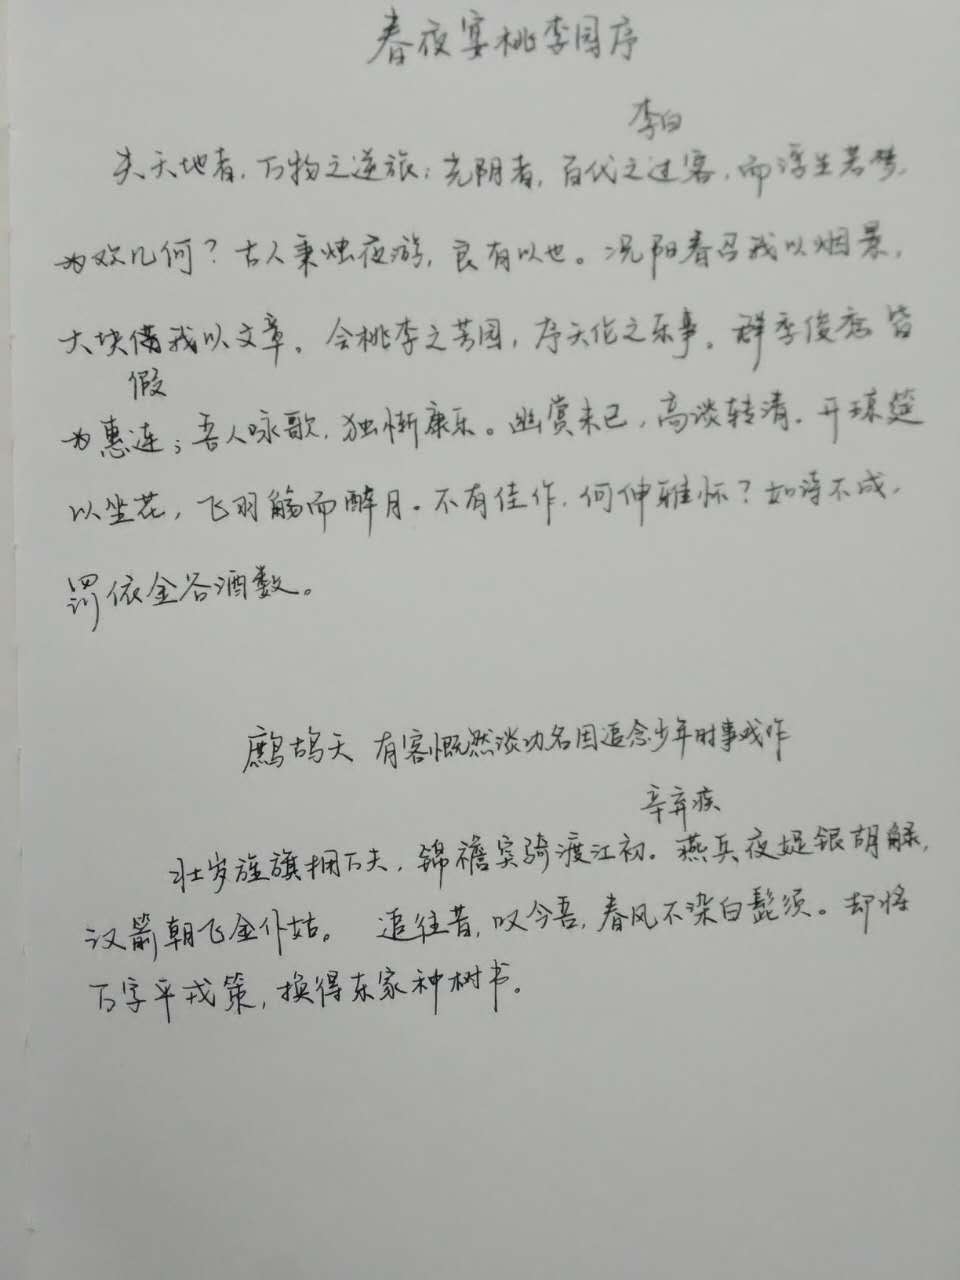 春夜宴桃李园序
李白
夫天地者,万物之逆旅;光阴者,百代之过客,而浮生若梦,
为欢几何?古人秉烛夜游,良有以也。况阳春召我以烟景,
大块借我以文章。会桃李之芳园,序天伦之乐事。群季俊秀皆
假
为惠连;吾人咏歌,独惭康乐。幽赏未已,高谈转清。开琼筵
以坐花,飞羽觞而醉月。不有佳作,何伸雅怀?如诗不成,
罚依金谷酒数。
鹧鸪天 有客慨然谈功名因追念少年时事戏作
辛弃疾
壮岁旌旗拥万夫,锦襜突骑渡江初。燕兵夜娖银胡觮,
汉箭朝飞金仆姑。 追往昔,叹今吾,春风不染白髭须。却将
万字平戎策,换得东家种树书。